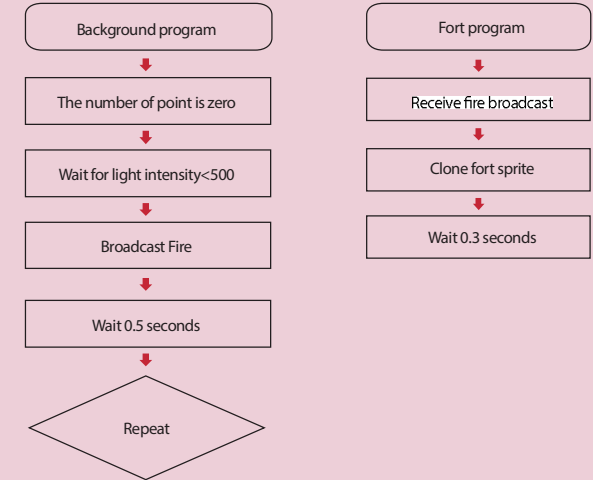 Background program
The number of point is zero
Wait for light intensity<500
Broadcast Fire
Wait 0.5 seconds
Repeat
Fort program
Receive fire broadcast
Clone fort sprite
Wait 0.3 seconds